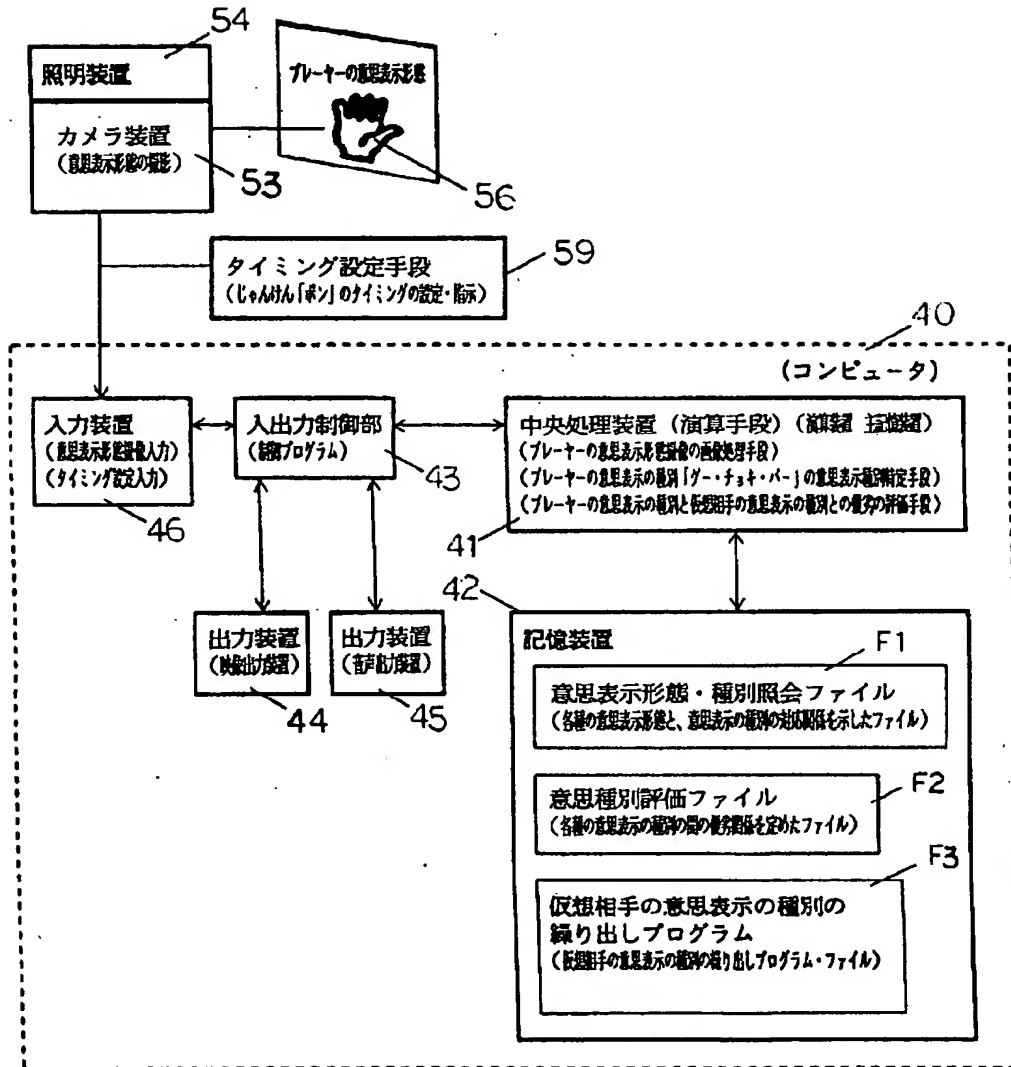 54
照明装置
カメラ装置
(意思表示形態の撮影)
53
プレーヤーの意思表示形態
56
タイミング設定手段
(じゃんけん「ポン」のタイミングの設定・指示)
59
40
(コンピュータ)
入力装置
(意思表示形態撮像入力)
(タイミング設定入力)
46
入出力制御部
(制御プログラム)
43
中央処理装置(演算手段)(演算装置 主記憶装置)
(プレーヤーの意思表示形態撮像の画像処理手段)
(プレーヤーの意思表示の種別「グー・チョキ・パー」の意思表示種別特定手段)
(プレーヤーの意思表示の種別と仮想相手の意思表示の種別との優劣の評価手段)
41
出力装置
(映像出力装置)
44
出力装置
(音声出力装置)
45
42
記憶装置
F1
意思表示形態・種別照会ファイル
(各種の意思表示形態と、意思表示の種別の対応関係を示したファイル)
F2
意思種別評価ファイル
(各種の意思表示の種別の間の優劣関係を定めたファイル)
F3
仮想相手の意思表示の種別の
繰り出しプログラム
(仮想相手の意思表示の種別の繰り出しプログラム・ファイル)